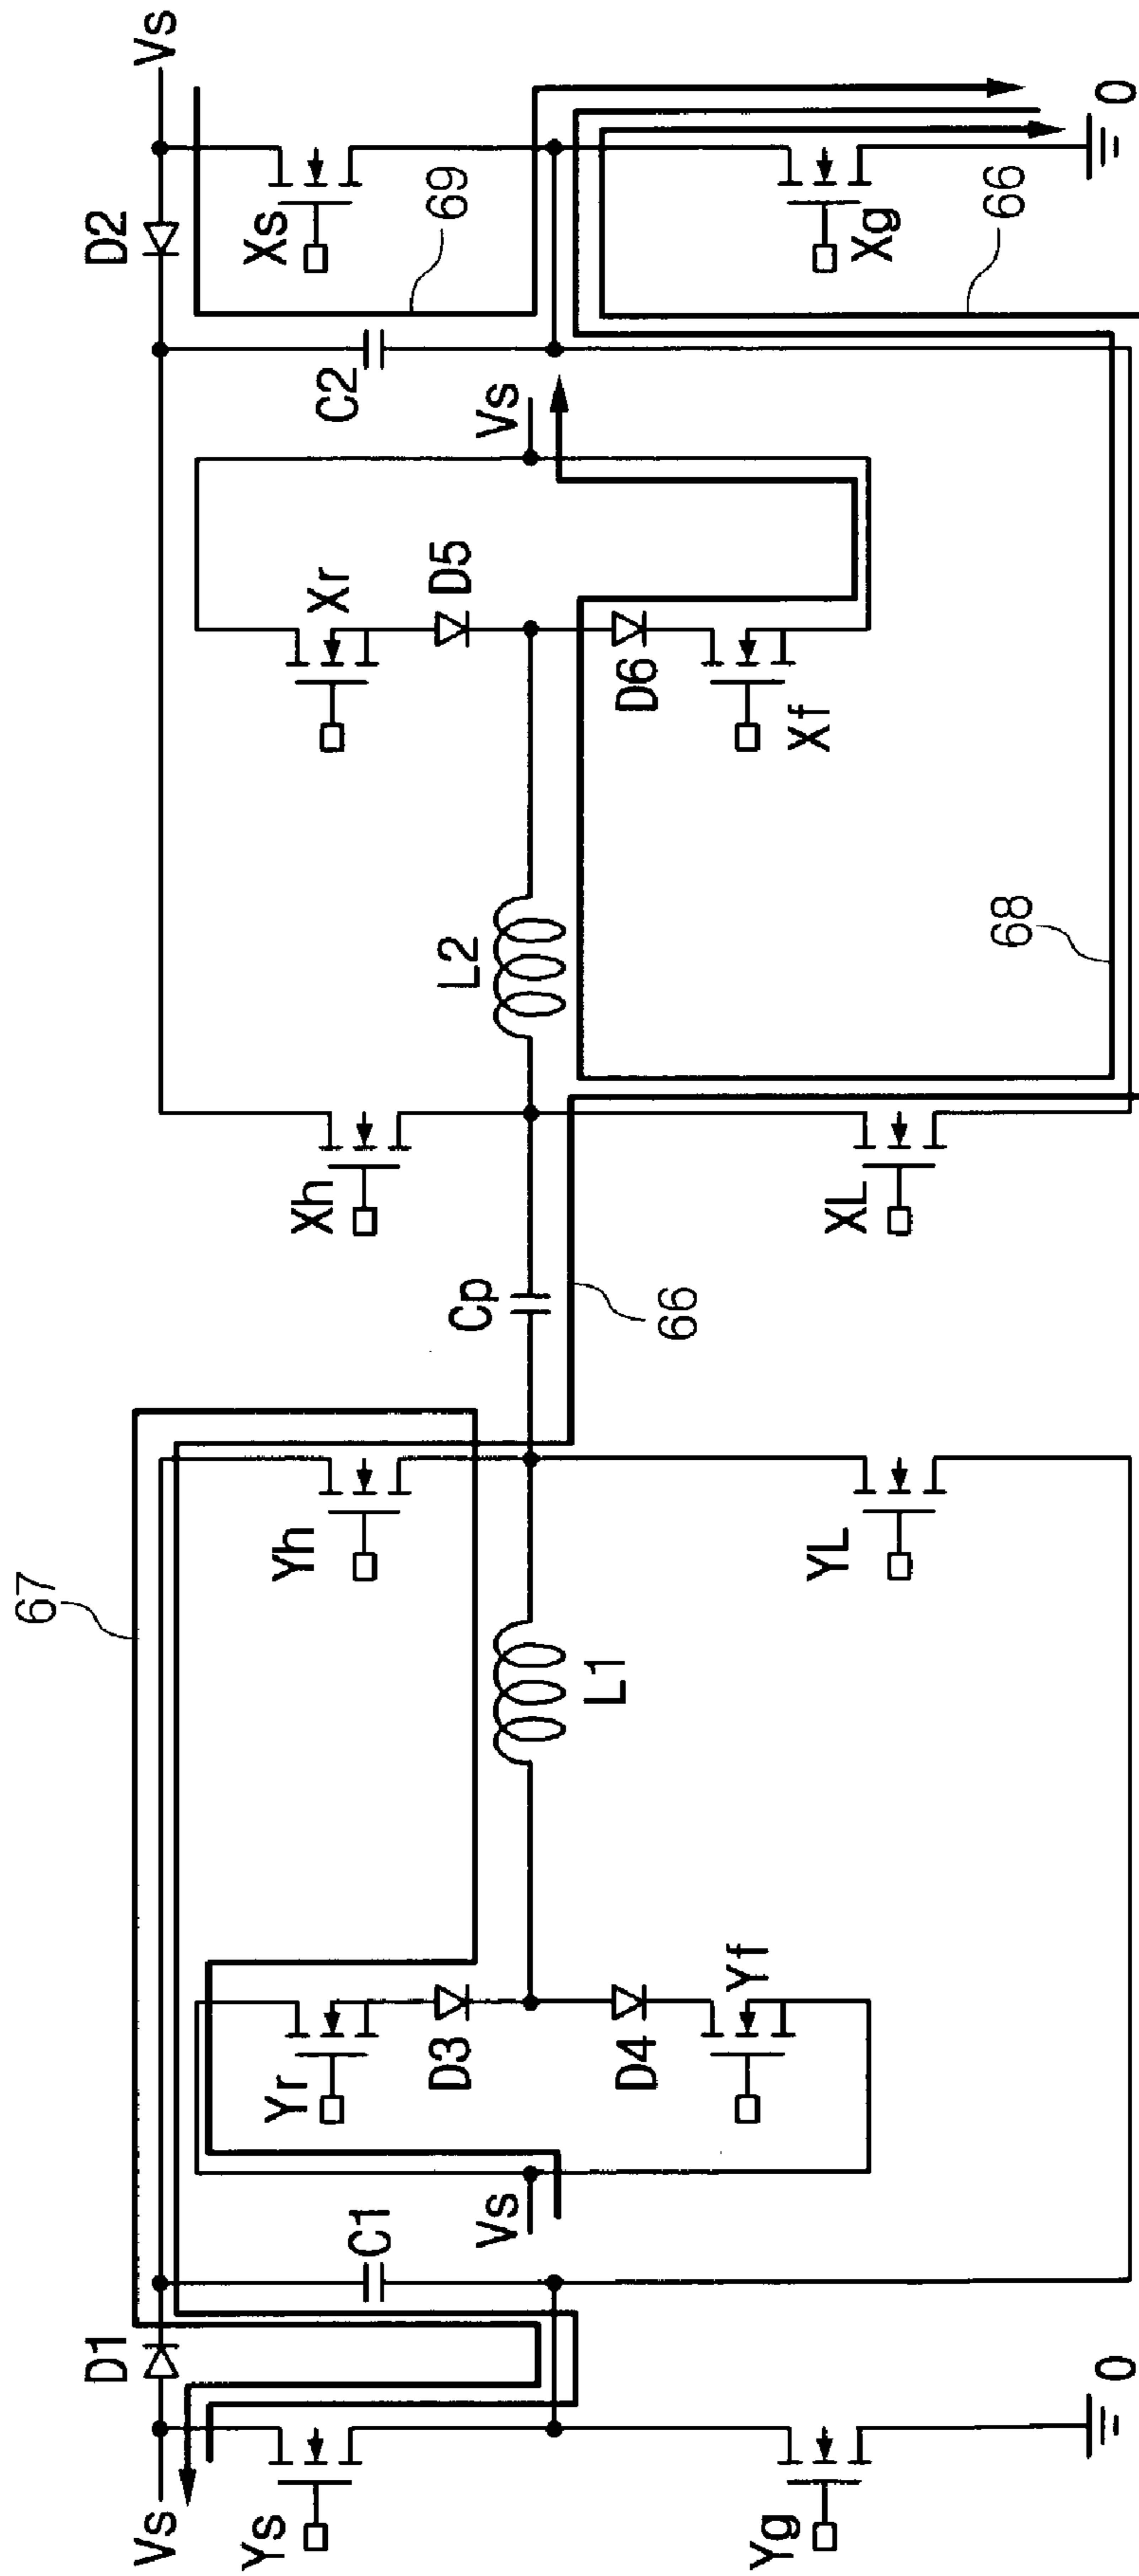 67
Vs
D1
Ys
C1
Vs
Yr
D3
D4
Yf
L1
Yh
YL
Yg
0
Cp
66
Xh
XL
L2
68
Xr
D5
D6
Xf
Vs
C2
D2
Vs
Xs
69
Xg
66
0